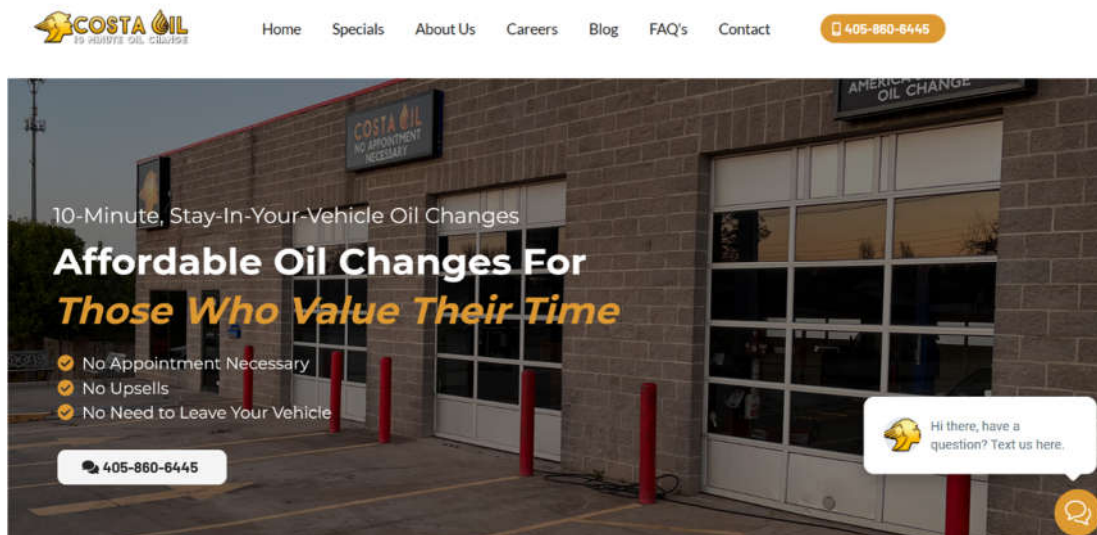 COSTA OIL
10 MINUTE OIL CHANGE
Home Specials About Us Careers Blog FAQ's Contact 405-860-6445
COSTA OIL
NO APPOINTMENT
NECESSARY
AMERICA'S
OIL CHANGE
10-Minute, Stay-In-Your-Vehicle Oil Changes
Affordable Oil Changes For
Those Who Value Their Time
No Appointment Necessary
No Upsells
No Need to Leave Your Vehicle
405-860-6445
Hi there, have a
question? Text us here.